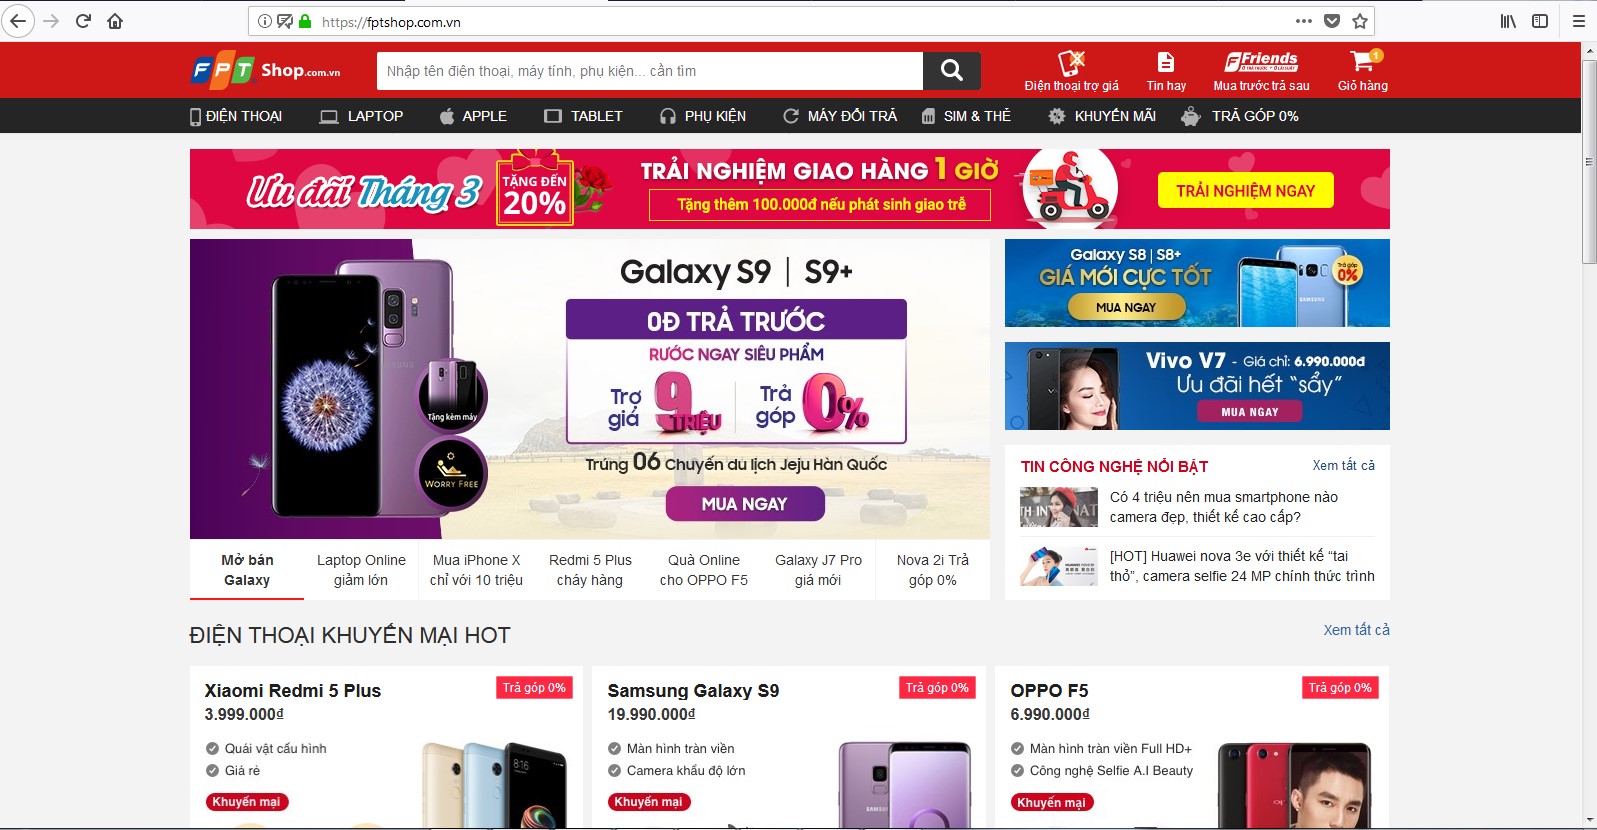 https://fptshop.com.vn
FPT Shop.com.vn
Nhập tên điện thoại, máy tính, phụ kiện... cần tìm
Điện thoại trợ giá
Tin hay
Friends
Mua trước trả sau
1
Giỏ hàng
ĐIỆN THOẠI
LAPTOP
APPLE
TABLET
PHỤ KIỆN
MÁY ĐỔI TRẢ
SIM & THẺ
KHUYẾN MÃI
TRẢ GÓP 0%
Ưu đãi Tháng 3
TẶNG ĐẾN
20%
TRẢI NGHIỆM GIAO HÀNG 1 GIỜ
Tặng thêm 100.000đ nếu phát sinh giao trễ
TRẢI NGHIỆM NGAY
Galaxy S9 | S9+
0Đ TRẢ TRƯỚC
RƯỚC NGAY SIÊU PHẨM
Trợ giá 9 TRIỆU
Trả góp 0%
Trúng 06 Chuyến du lịch Jeju Hàn Quốc
MUA NGAY
SAMSUNG
Tặng kèm máy
WORRY FREE
Galaxy S8 | S8+
GIÁ MỚI CỰC TỐT
MUA NGAY
Trả góp
0%
SAMSUNG
Vivo V7 - Giá chỉ: 6.990.000đ
Ưu đãi hết “sẩy”
MUA NGAY
TIN CÔNG NGHỆ NỔI BẬT
Xem tất cả
Có 4 triệu nên mua smartphone nào
camera đẹp, thiết kế cao cấp?
[HOT] Huawei nova 3e với thiết kế “tai
thỏ”, camera selfie 24 MP chính thức trình
Mở bán
Galaxy
Laptop Online
giảm lớn
Mua iPhone X
chỉ với 10 triệu
Redmi 5 Plus
cháy hàng
Quà Online
cho OPPO F5
Galaxy J7 Pro
giá mới
Nova 2i Trả
góp 0%
ĐIỆN THOẠI KHUYẾN MẠI HOT
Xem tất cả
Xiaomi Redmi 5 Plus
Trả góp 0%
3.999.000₫
Quái vật cấu hình
Giá rẻ
Khuyến mại
8:16
Samsung Galaxy S9
Trả góp 0%
19.990.000₫
Màn hình tràn viền
Camera khẩu độ lớn
Khuyến mại
SAMSUNG
OPPO F5
Trả góp 0%
6.990.000₫
Màn hình tràn viền Full HD+
Công nghệ Selfie A.I Beauty
Khuyến mại